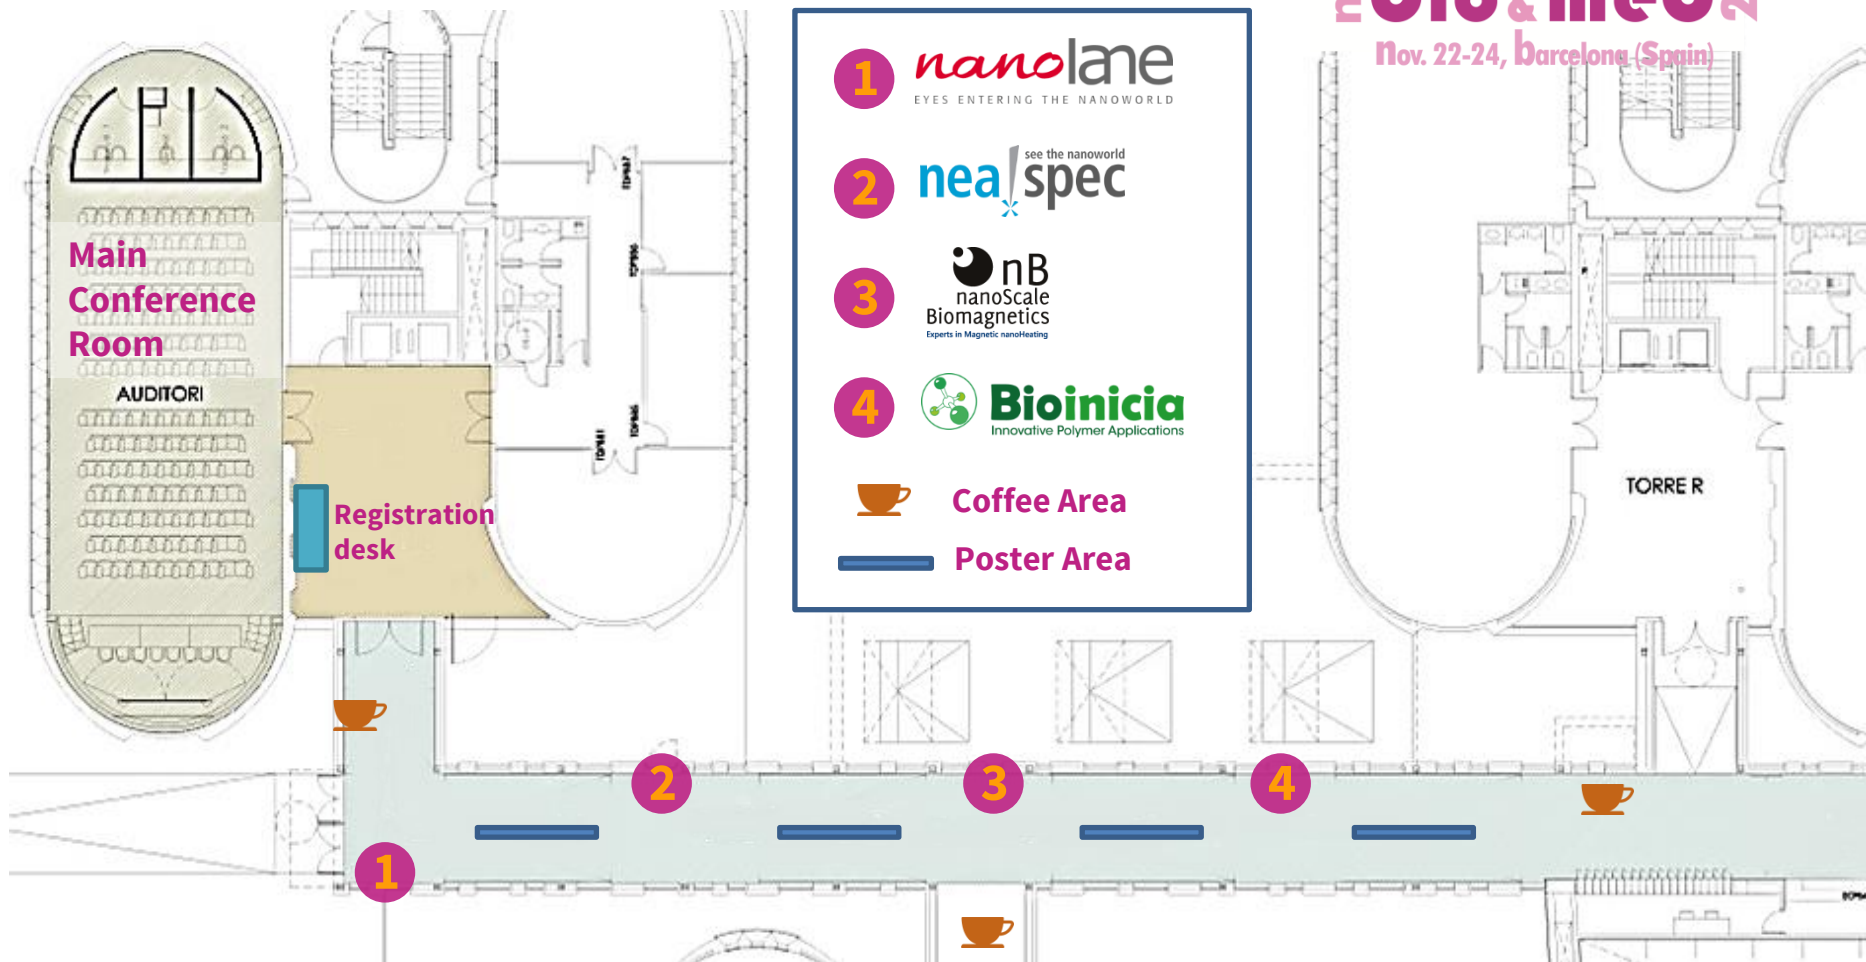 nov. 22-24, barcelona (Spain)
1
nanolane
EYES ENTERING THE NANOWORLD
2
see the nanoworld
nea spec
3
nB
nanoScale
Biomagnetics
Experts in Magnetic nanoHeating
4
Bioinicia
Innovative Polymer Applications
Coffee Area
Poster Area
Main
Conference
Room
AUDITORI
Registration
desk
TORRE R
2
3
4
1